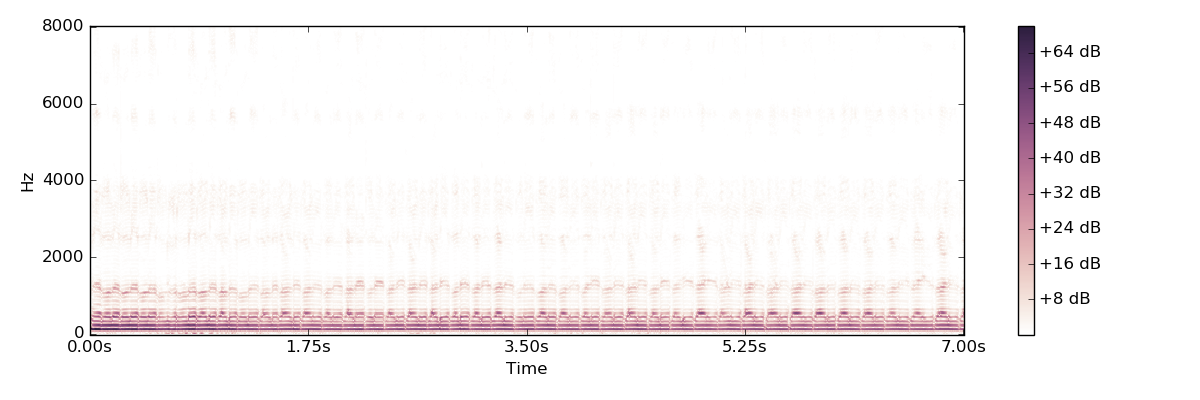 8000
6000
4000
2000
0
Hz
0.00s 1.75s 3.50s 5.25s 7.00s
Time
+64 dB
+56 dB
+48 dB
+40 dB
+32 dB
+24 dB
+16 dB
+8 dB